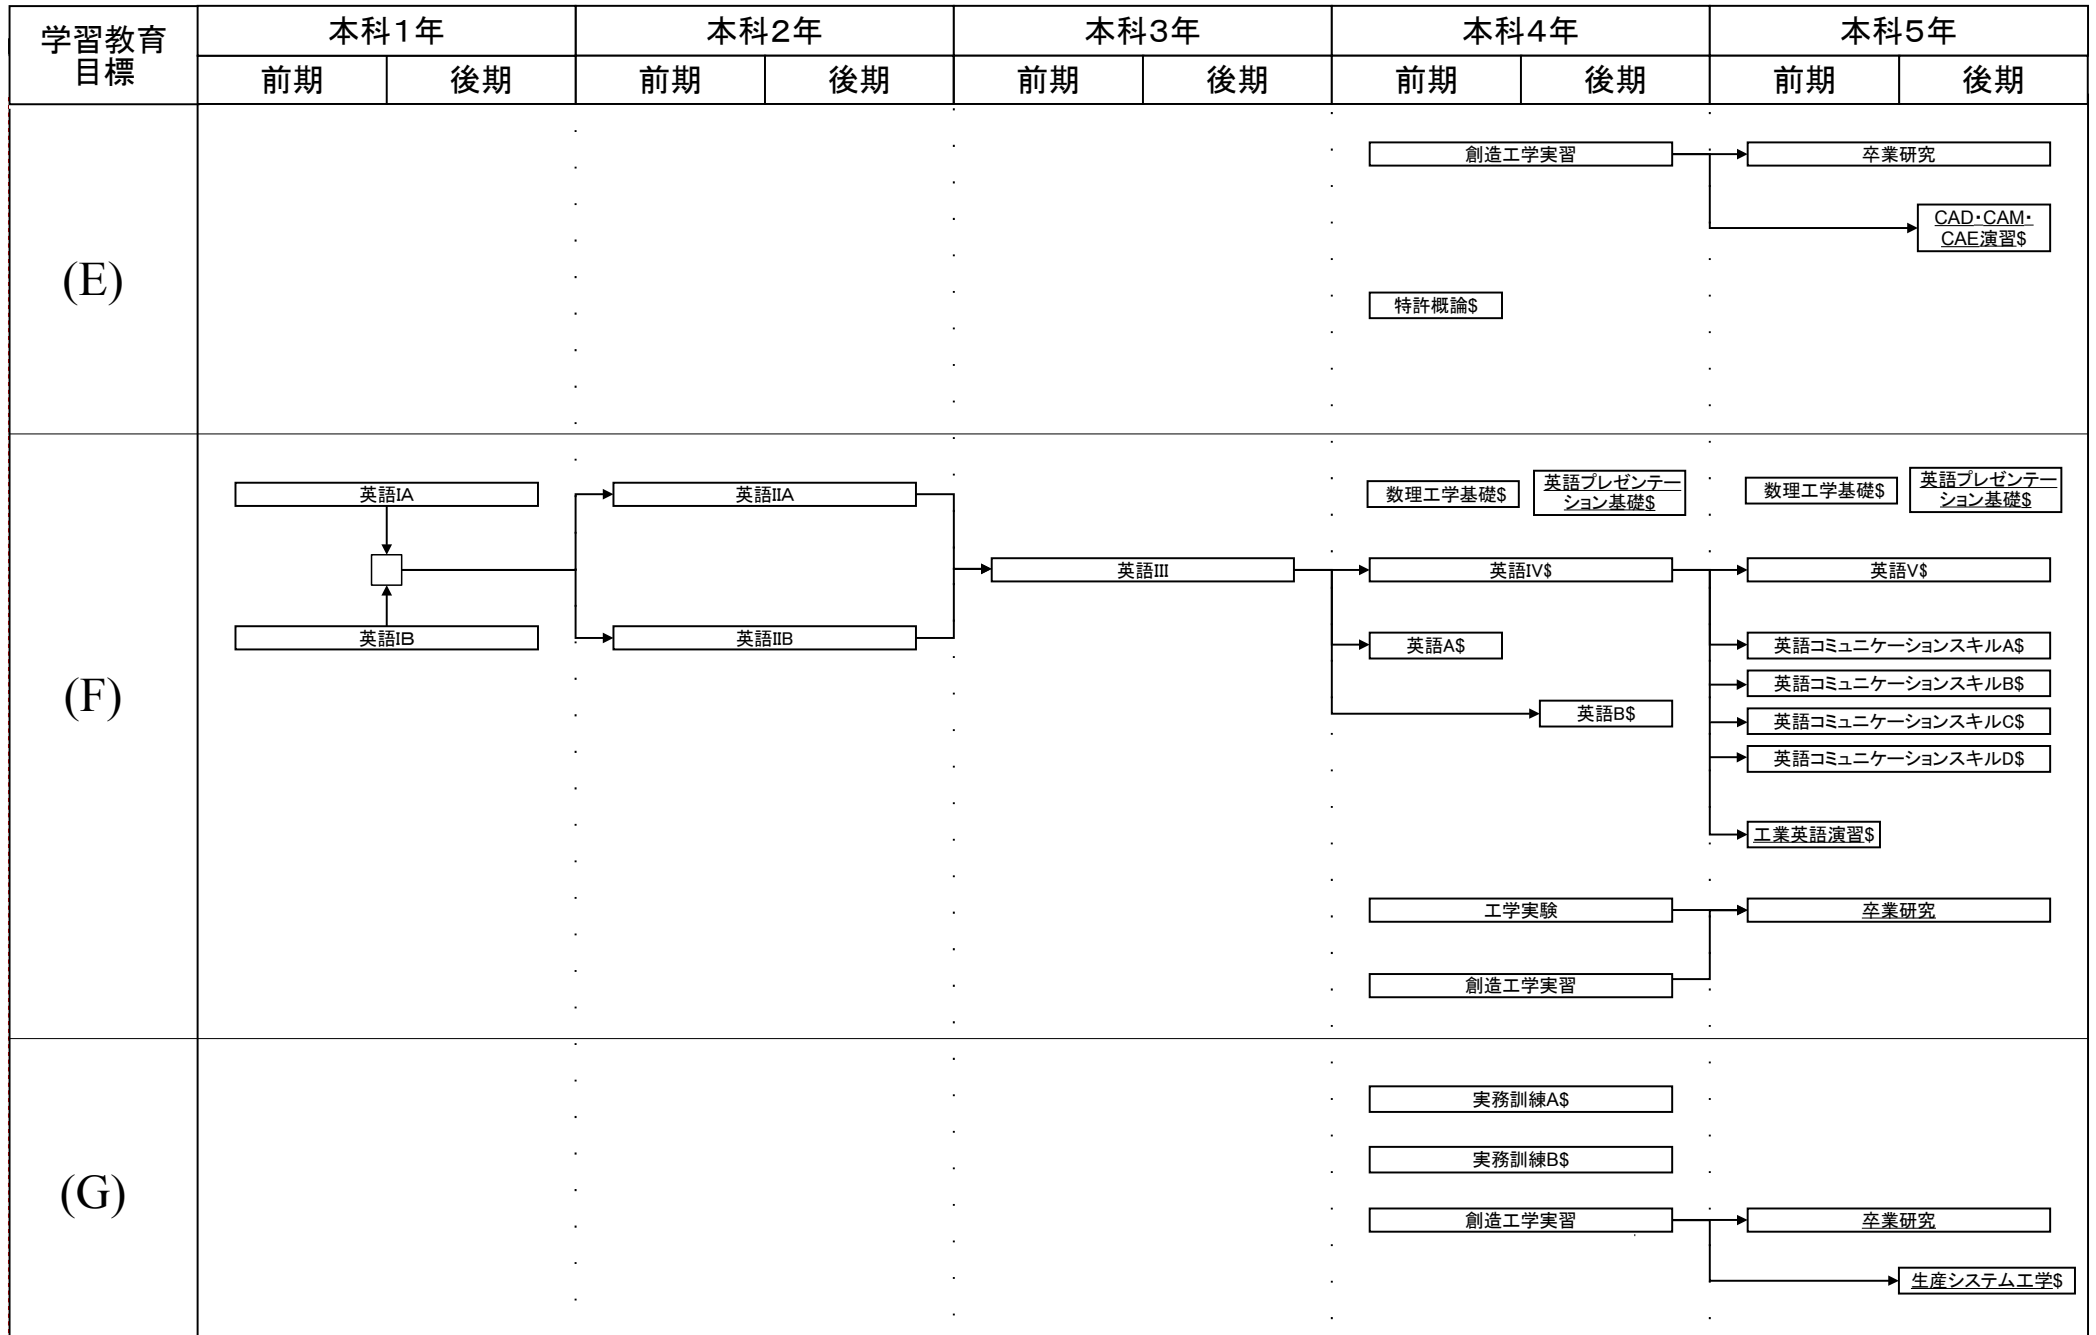 学習教育
目標
本科1年
本科2年
本科3年
本科4年
本科5年
前期
後期
前期
後期
前期
後期
前期
後期
前期
後期
(E)
創造工学実習
卒業研究
CAD・CAM・
CAE演習$
特許概論$
(F)
英語IA
英語IIA
数理工学基礎$
英語プレゼンテー
ション基礎$
数理工学基礎$
英語プレゼンテー
ション基礎$
英語III
英語IV$
英語V$
英語IB
英語IIB
英語A$
英語コミュニケーションスキルA$
英語コミュニケーションスキルB$
英語B$
英語コミュニケーションスキルC$
英語コミュニケーションスキルD$
工業英語演習$
工学実験
卒業研究
創造工学実習
(G)
実務訓練A$
実務訓練B$
創造工学実習
卒業研究
生産システム工学$